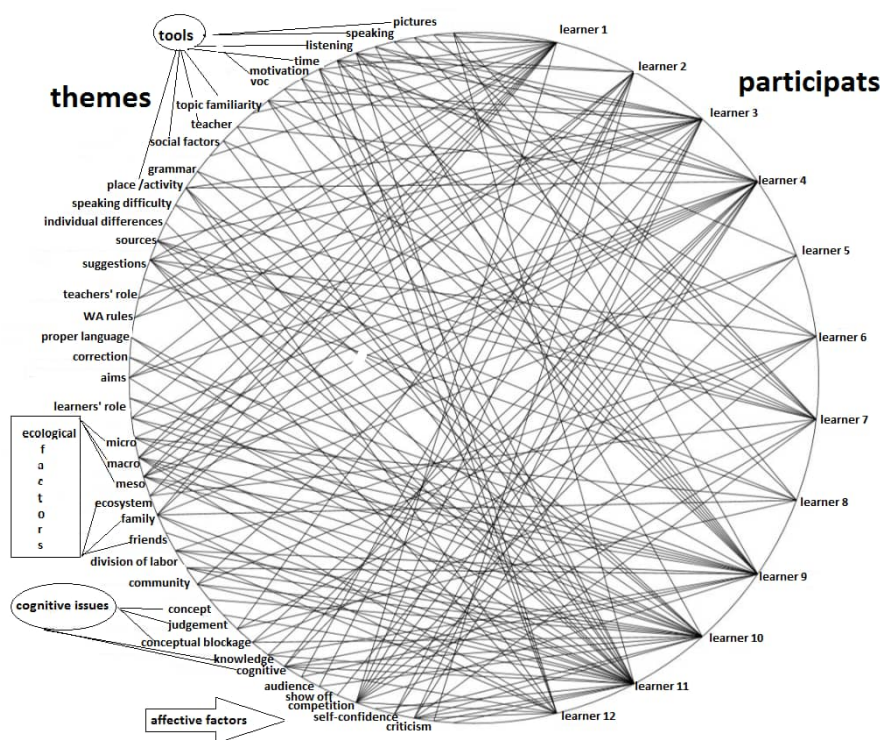 tools
pictures
speaking
listening
time
motivation
voc
themes
topic familiarity
teacher
social factors
grammar
place /activity
speaking difficulty
individual differences
sources
suggestions
teachers' role
WA rules
proper language
correction
aims
learners' role
ecological
f
a
c
t
o
r
s
micro
macro
meso
ecosystem
family
friends
division of labor
community
cognitive issues
concept
judgement
conceptual blockage
knowledge
cognitive
audience
show off
competition
self-confidence
criticism
affective factors
participats
learner 1
learner 2
learner 3
learner 4
learner 5
learner 6
learner 7
learner 8
learner 9
learner 10
learner 11
learner 12